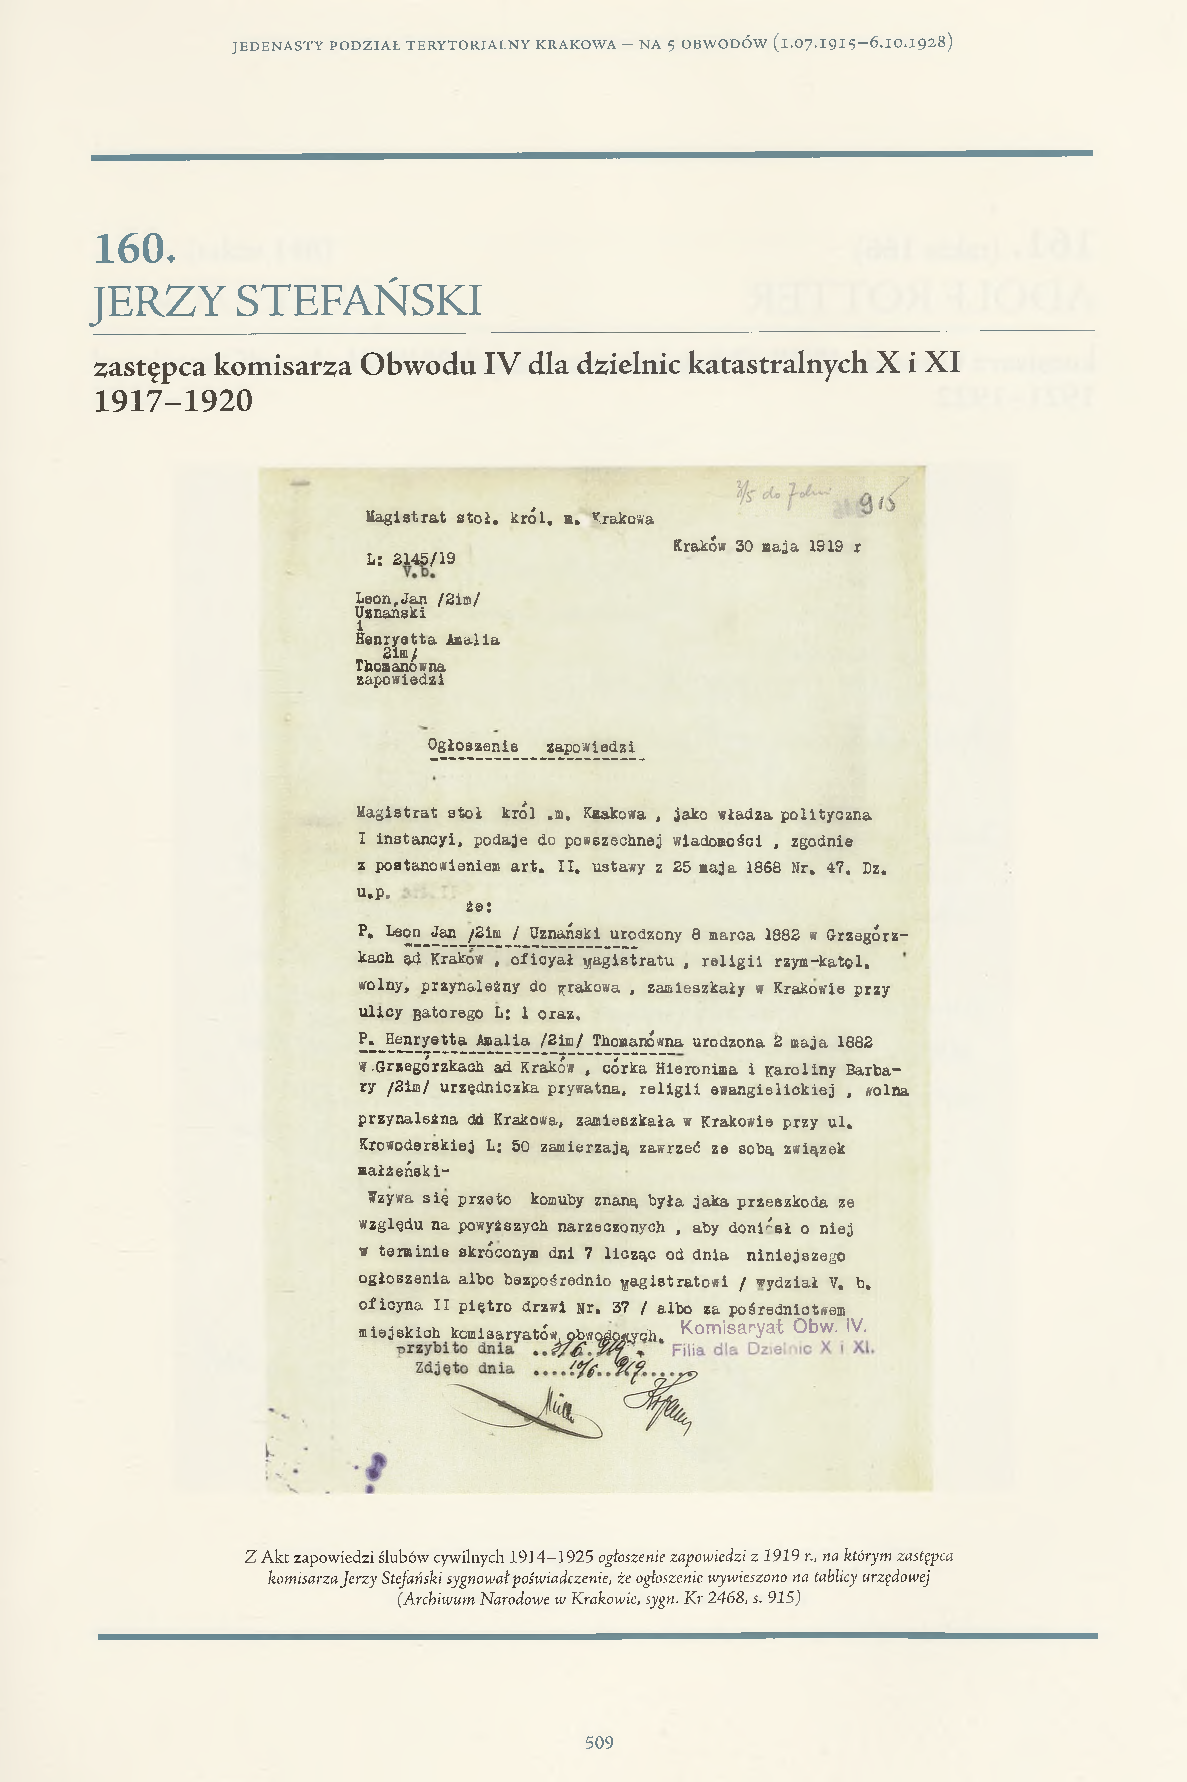 JEDENASTY PODZIAŁ TERYTORIALNY KRAKOWA — NA 5 OBWODÓW (1.07.1915—6.10.1928)
160.
JERZY STEFAŃSKI
zastępca komisarza Obwodu IV dla dzielnic katastralnych X i XI
1917–1920
915
Magistrat stoł. król. m. Krakowa
Kraków 30 maja 1919 r
L: 2145/19
V.b.
Leon,Jan /2im/
Uznański
i
Henryetta Amalia
2im/
Thomanówna
zapowiedzi
Ogłoszenie zapowiedzi
Magistrat stoł król .m. Kzakowa , jako władza polityczna
I instancyi, podaje do powszechnej wiadomości , zgodnie
z postanowieniem art. II. ustawy z 25 maja 1868 Nr. 47. Dz.
u.p.
że:
P. Leon Jan /2im / Uznański urodzony 8 marca 1882 w Grzegórz-
kach ad Kraków , oficyał magistratu , religii rzym-katol.
wolny, przynależny do Krakowa , zamieszkały w Krakowie przy
ulicy Batorego L: 1 oraz.
P. Henryetta Amalia /2im/ Thomanówna urodzona 2 maja 1882
w.Grzegórzkach ad Kraków , córka Hieronima i Karoliny Barba-
ry /2im/ urzędniczka prywatna, religii ewangielickiej , wolna
przynależna dd Krakowa, zamieszkała w Krakowie przy ul.
Krowoderskiej L: 50 zamierzają zawrzeć ze sobą związek
małżeński-
Wzywa się przeto komuby znaną była jaka przeszkoda ze
względu na powyższych narzeczonych , aby doniósł o niej
w terminie skróconym dni 7 licząc od dnia niniejszego
ogłoszenia albo bezpośrednio Magistratowi / Wydział V. b.
oficyna II piętro drzwi Nr. 37 / albo za pośrednictwem
miejskich komisaryatów obwodowych. Komisaryat Obw. IV.
przybito dnia Filia dla Dzielnic X i XI.
Zdjęto dnia
Z Akt zapowiedzi ślubów cywilnych 1914–1925 ogłoszenie zapowiedzi z 1919 r., na którym zastępca
komisarza Jerzy Stefański sygnował poświadczenie, że ogłoszenie wywieszono na tablicy urzędowej
(Archiwum Narodowe w Krakowie, sygn. Kr 2468, s. 915)
509